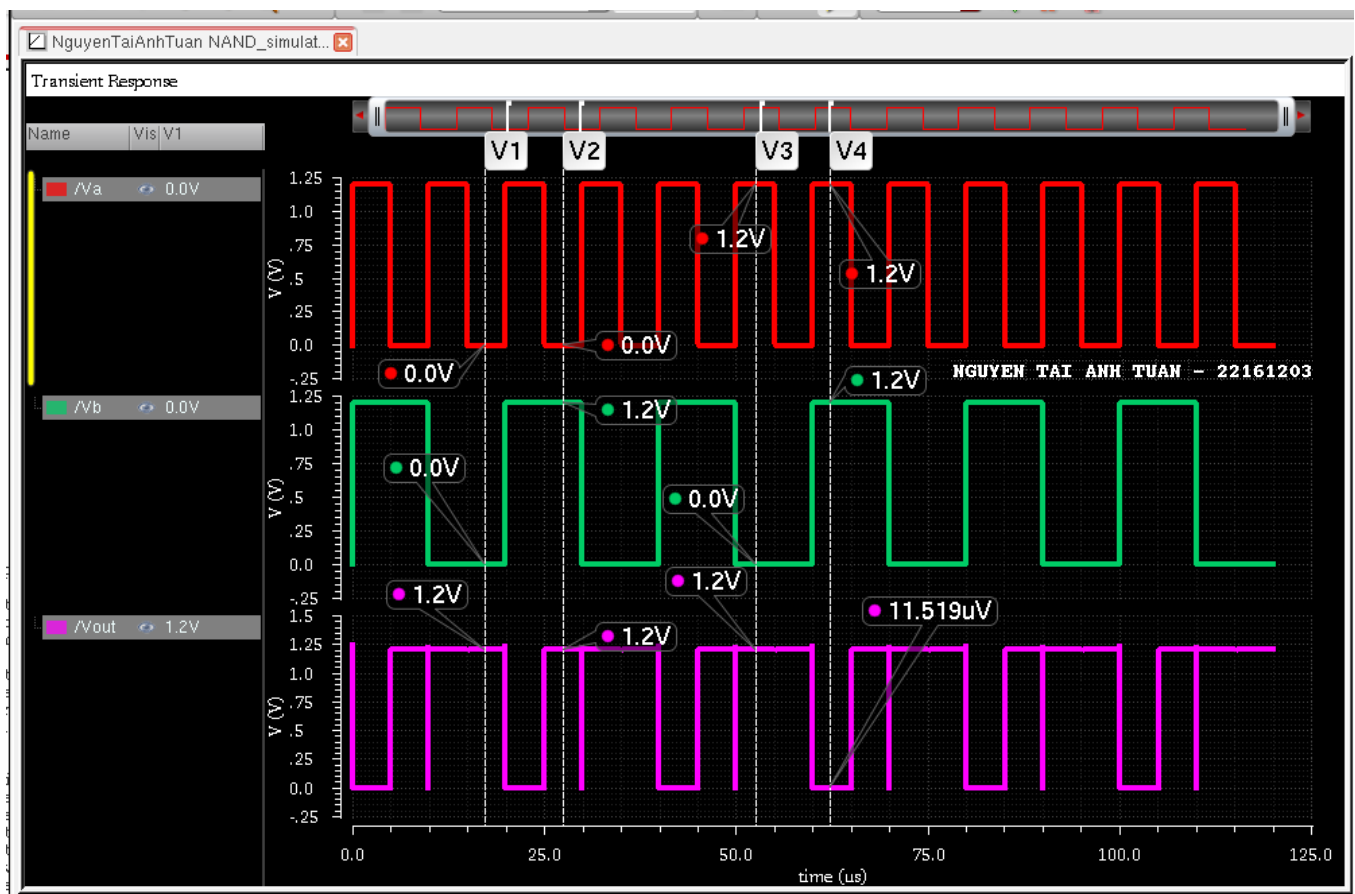 NguyenTaiAnhTuan NAND_simulat...
Transient Response
Name Vis V1
V1 V2 V3 V4
/Va 0.0V
1.25
1.0
.75
.5
.25
0.0
-.25
V (V)
1.2V
1.2V
0.0V
0.0V
NGUYEN TAI ANH TUAN - 22161203
/Vb 0.0V
1.25
1.0
.75
.5
.25
0.0
-.25
V (V)
1.2V
1.2V
0.0V
0.0V
/Vout 1.2V
1.5
1.25
1.0
.75
.5
.25
0.0
-.25
V (V)
1.2V
1.2V
1.2V
11.519uV
0.0 25.0 50.0 75.0 100.0 125.0
time (us)